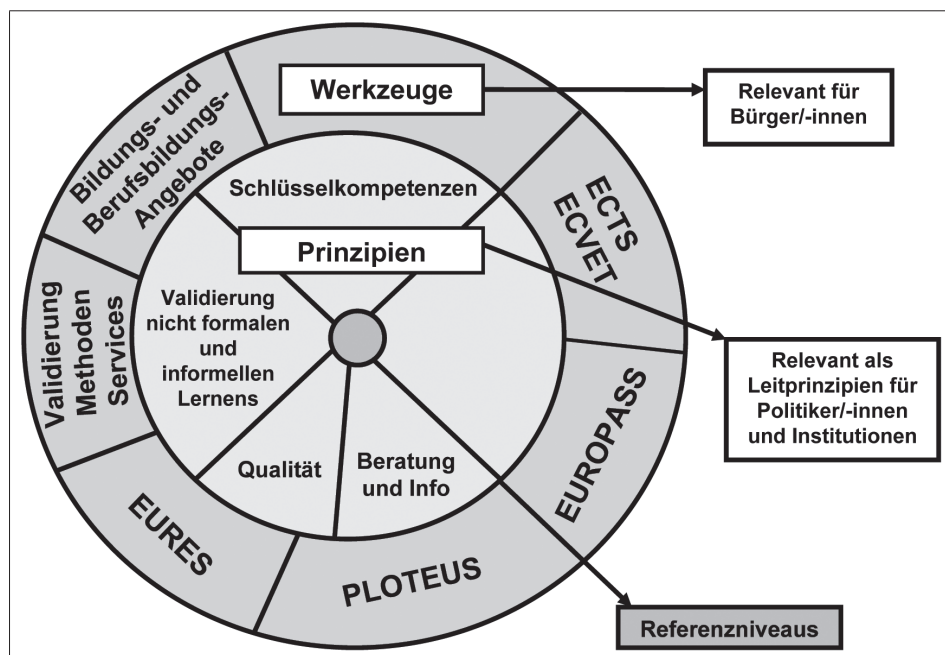 Werkzeuge
Relevant für
Bürger/-innen
Bildungs- und
Berufsbildungs-
Angebote
Schlüsselkompetenzen
ECTS
ECVET
Prinzipien
Validierung
nicht formalen
und
informellen
Lernens
Validierung
Methoden
Services
Relevant als
Leitprinzipien für
Politiker/-innen
und Institutionen
Qualität
Beratung
und Info
EUROPASS
EURES
PLOTEUS
Referenzniveaus